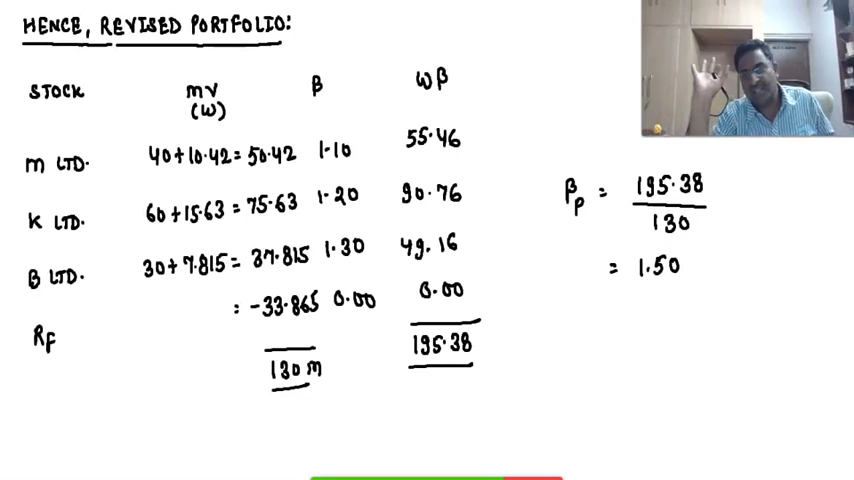 HENCE, REVISED PORTFOLIO:
STOCK MV (W) β Wβ
M LTD. 40+10.42 = 50.42 1.10 55.46
K LTD. 60+15.63 = 75.63 1.20 90.76
B LTD. 30+7.815 = 37.815 1.30 49.16
RF = -33.865 0.00 0.00
130 M 195.38
βp = 195.38 / 130
= 1.50